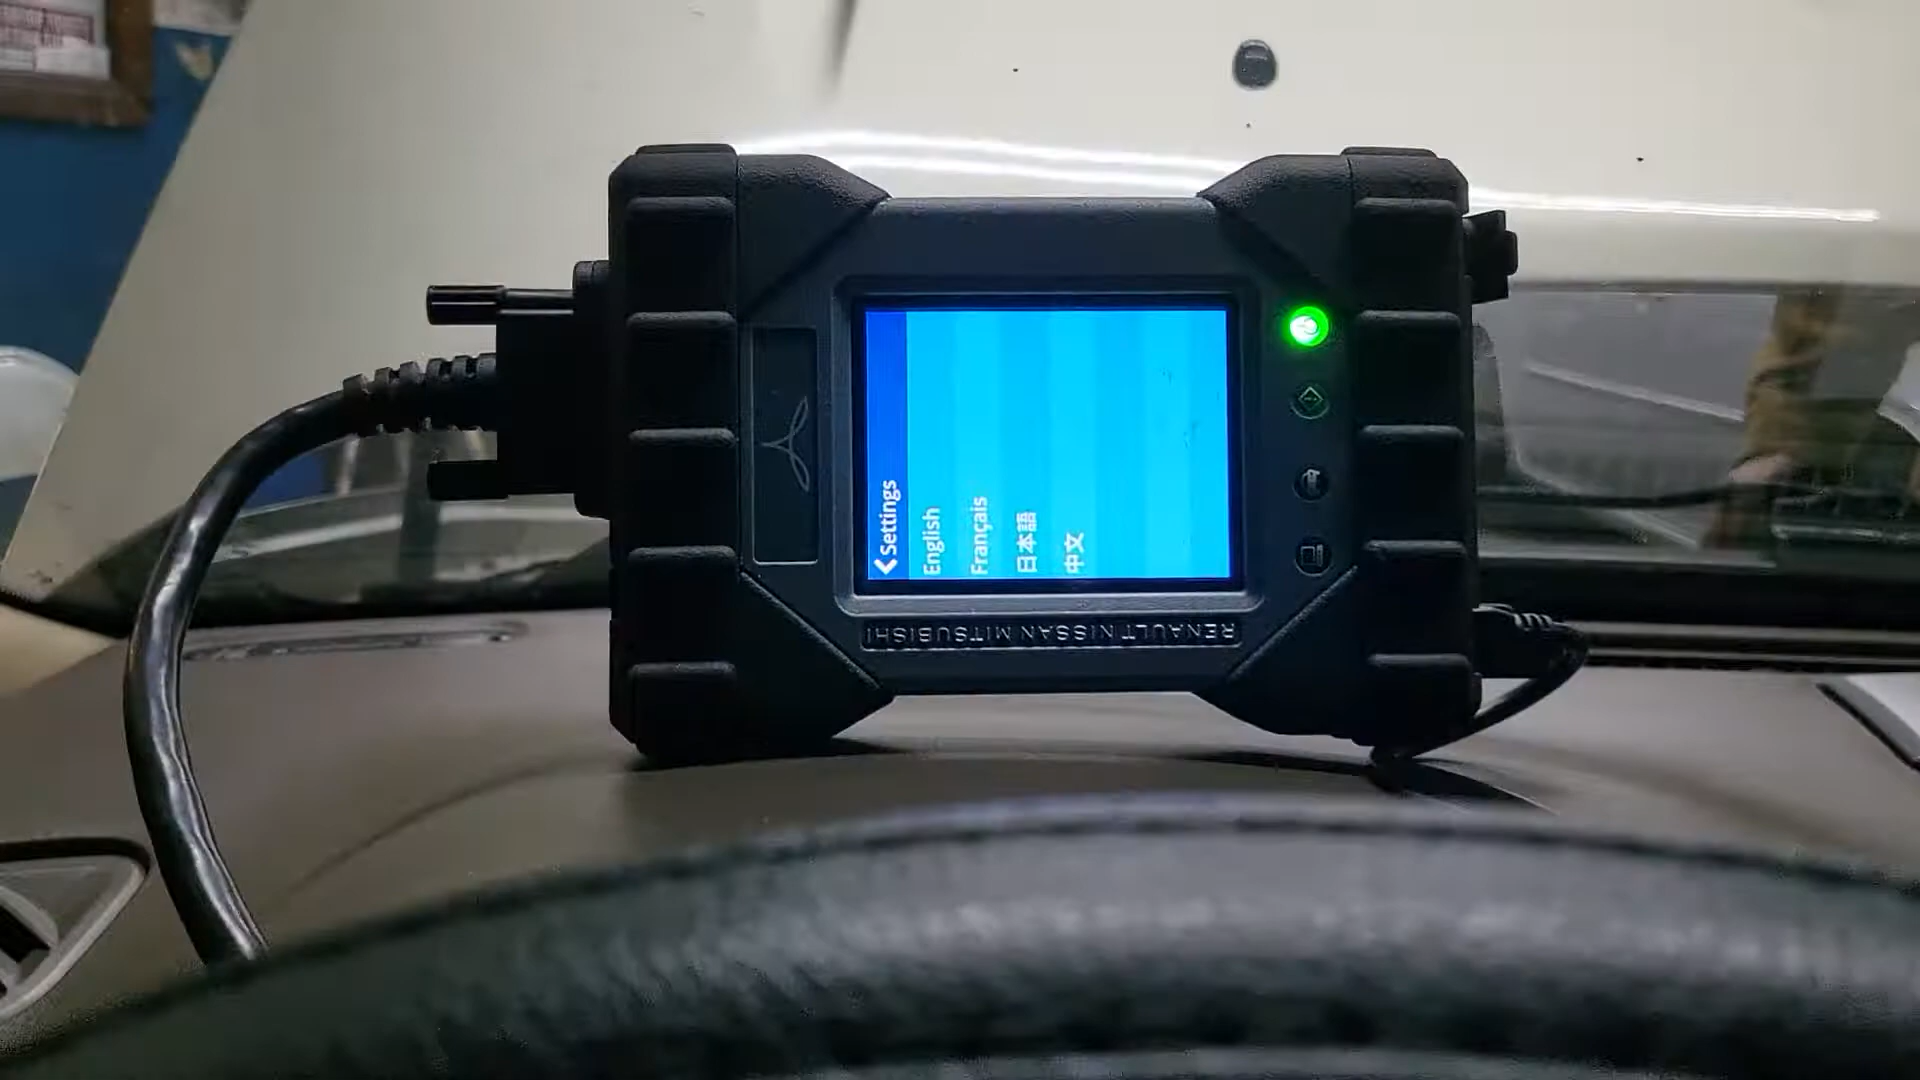 Settings
English
Français
日本語
中文
RENAULT NISSAN MITSUBISHI